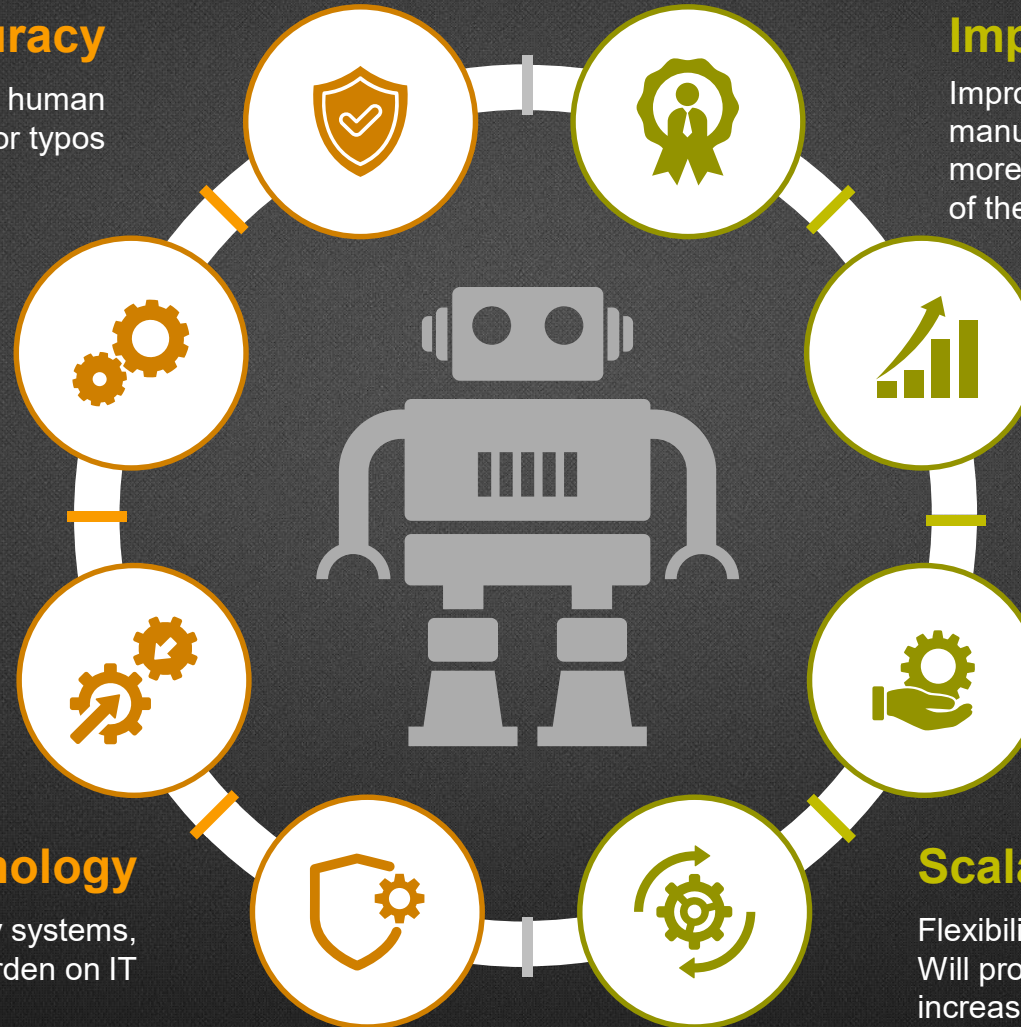 uracy
human
or typos
Imp
Impro
manu
more
of the
nology
systems,
rden on IT
Scala
Flexibili
Will pro
increas